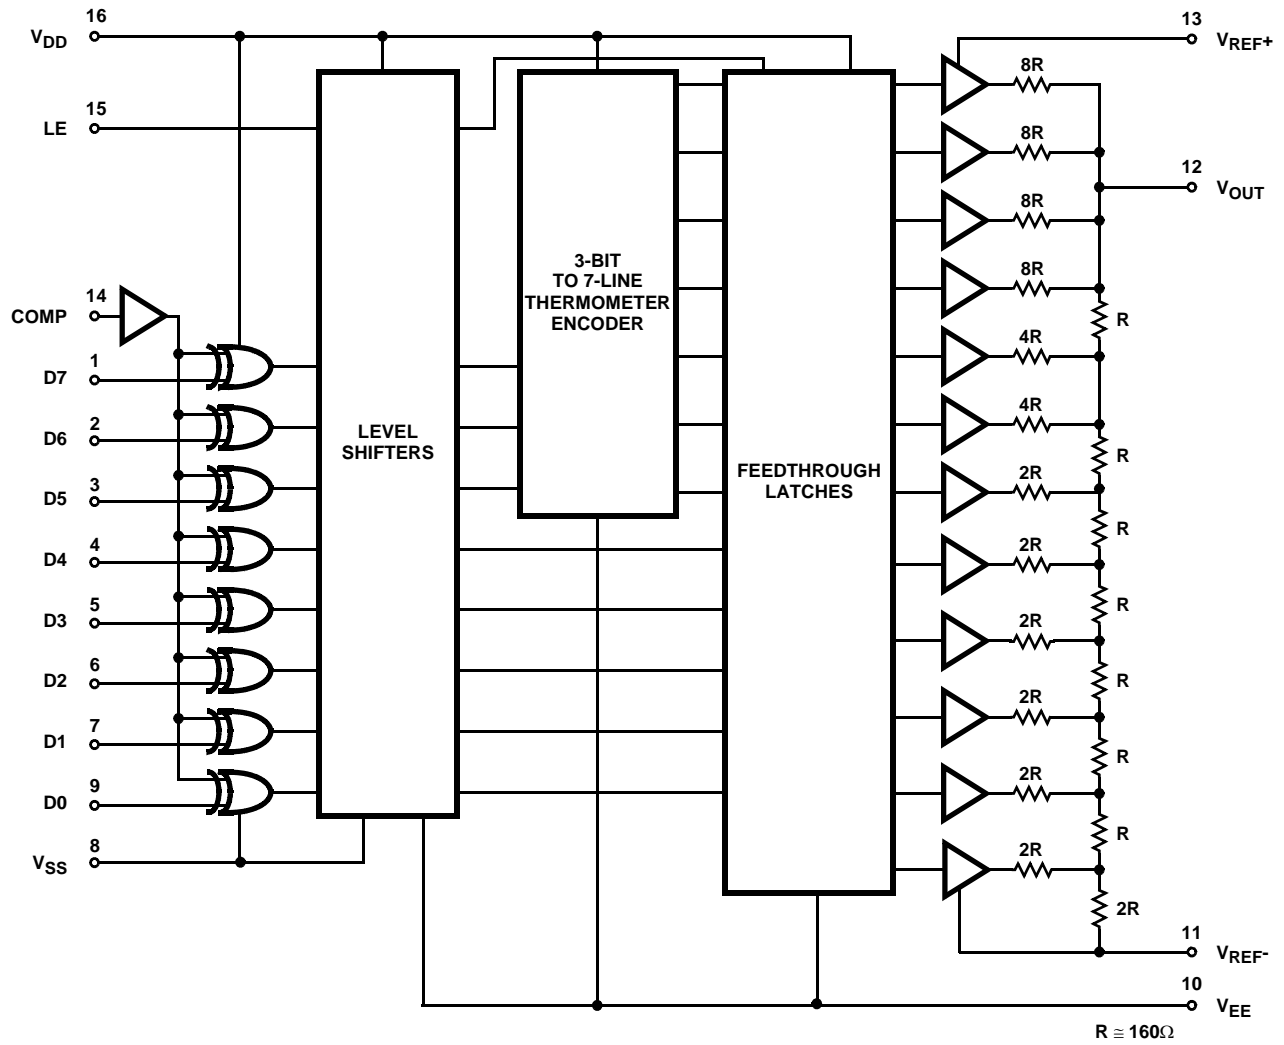 16
VDD
15
LE
14
COMP
1
D7
2
D6
3
D5
4
D4
5
D3
6
D2
7
D1
9
D0
8
VSS
LEVEL
SHIFTERS
3-BIT
TO 7-LINE
THERMOMETER
ENCODER
FEEDTHROUGH
LATCHES
8R
8R
8R
8R
4R
4R
2R
2R
2R
2R
2R
2R
R
R
R
R
R
R
R
2R
13
VREF+
12
VOUT
11
VREF-
10
VEE
R ≅ 160Ω